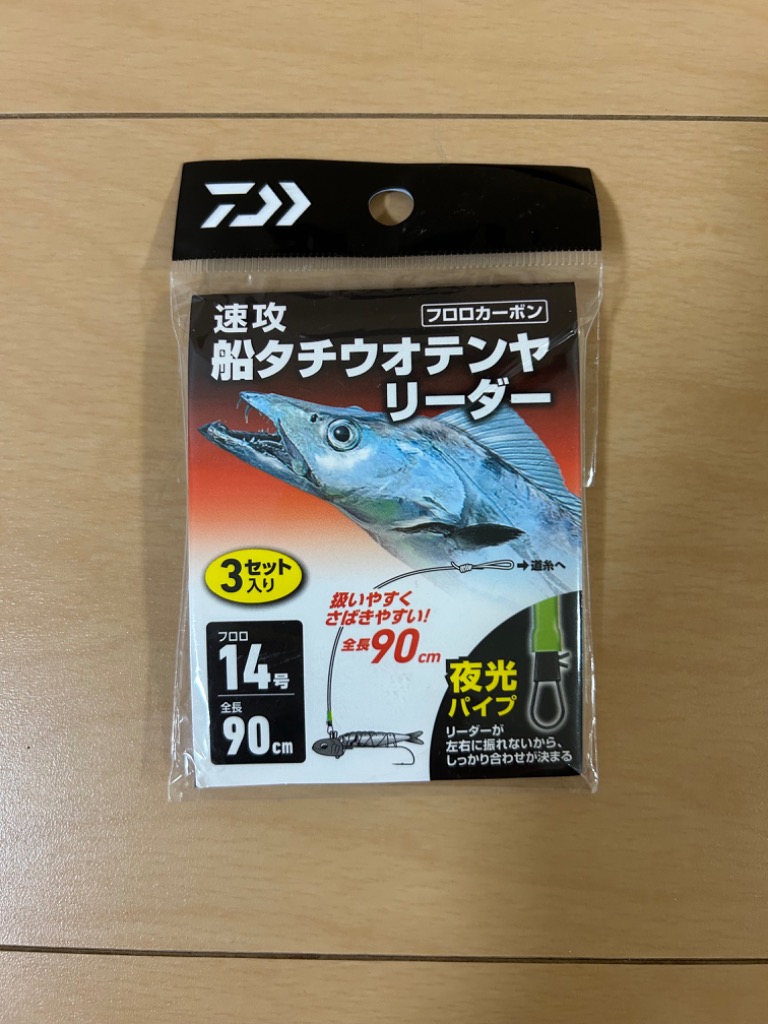 速攻
フロロカーボン
船タチウオテンヤ
リーダー
3セット
入り
➔道糸へ
扱いやすく
さばきやすい!
全長90cm
フロロ
14号
全長
90cm
夜光
パイプ
リーダーが
左右に振れないから、
しっかり合わせが決まる